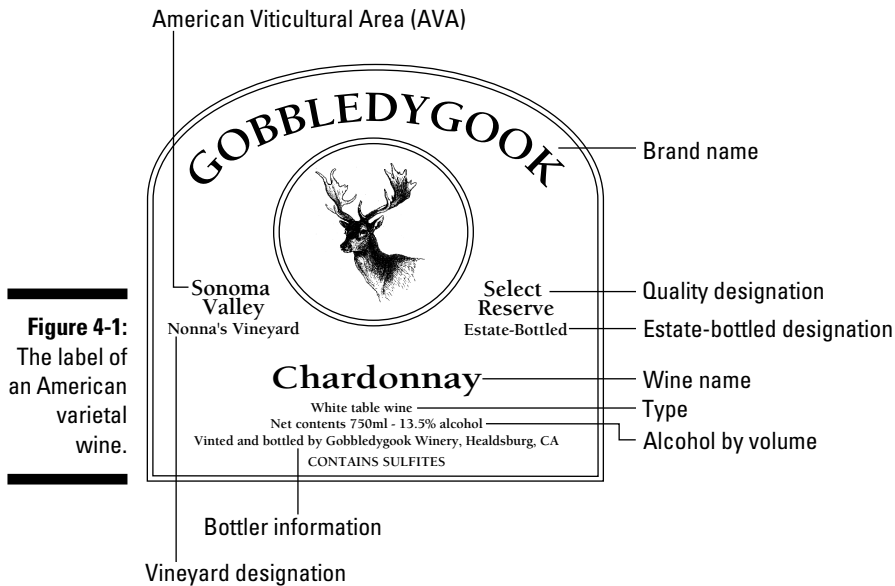 American Viticultural Area (AVA)
GOBBLEDYGOOK
Brand name
Sonoma
Valley
Nonna's Vineyard
Select
Reserve
Estate-Bottled
Quality designation
Estate-bottled designation
Figure 4-1:
The label of
an American
varietal
wine.
Chardonnay
Wine name
White table wine
Type
Net contents 750ml - 13.5% alcohol
Alcohol by volume
Vinted and bottled by Gobbledygook Winery, Healdsburg, CA
CONTAINS SULFITES
Bottler information
Vineyard designation